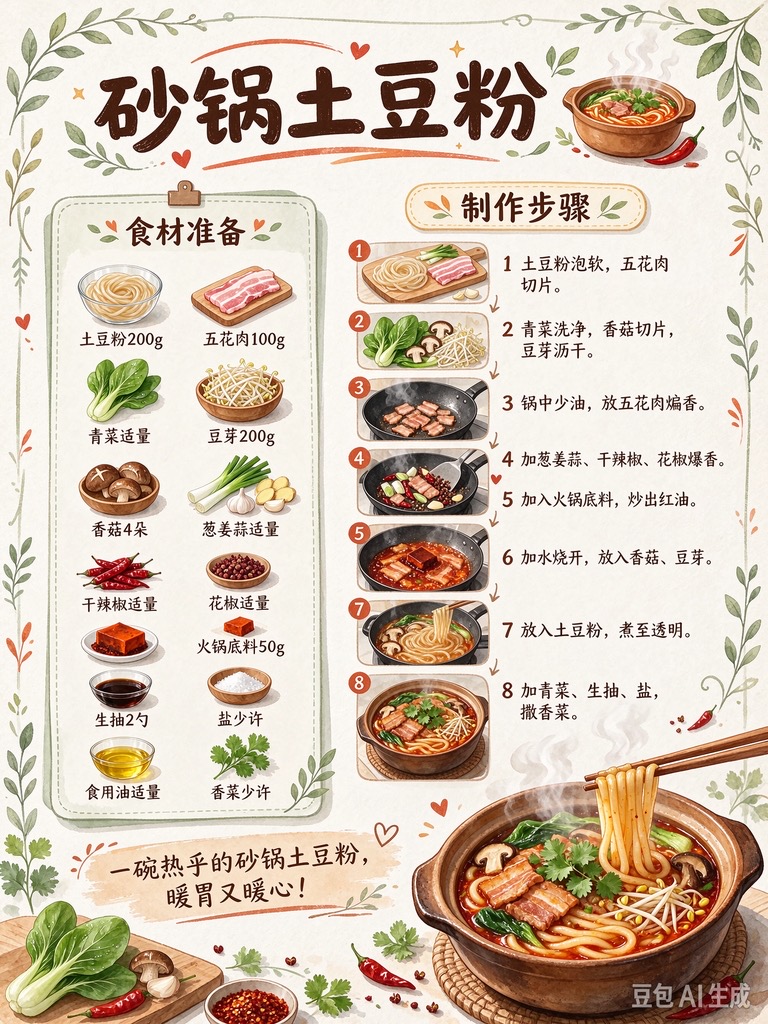 砂锅土豆粉
食材准备
土豆粉200g
五花肉100g
青菜适量
豆芽200g
香菇4朵
葱姜蒜适量
干辣椒适量
花椒适量
火锅底料50g
生抽2勺
盐少许
食用油适量
香菜少许
制作步骤
1
1 土豆粉泡软，五花肉
切片。
2
2 青菜洗净，香菇切片，
豆芽沥干。
3
3 锅中少油，放五花肉煸香。
4
4 加葱姜蒜、干辣椒、花椒爆香。
5 加入火锅底料，炒出红油。
5
6 加水烧开，放入香菇、豆芽。
7
7 放入土豆粉，煮至透明。
8
8 加青菜、生抽、盐，
撒香菜。
一碗热乎的砂锅土豆粉，
暖胃又暖心！
豆包AI生成